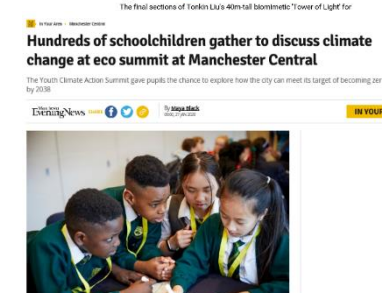 The final sections of Tonkin Liu's 40m-tall biomimetic 'Tower of Light' for
In Your Area Manchester Central
Hundreds of schoolchildren gather to discuss climate
change at eco summit at Manchester Central
The Youth Climate Action Summit gave pupils the chance to explore how the city can meet its target of becoming zer
by 2038
Evening News
By Maya Black
IN YOUR